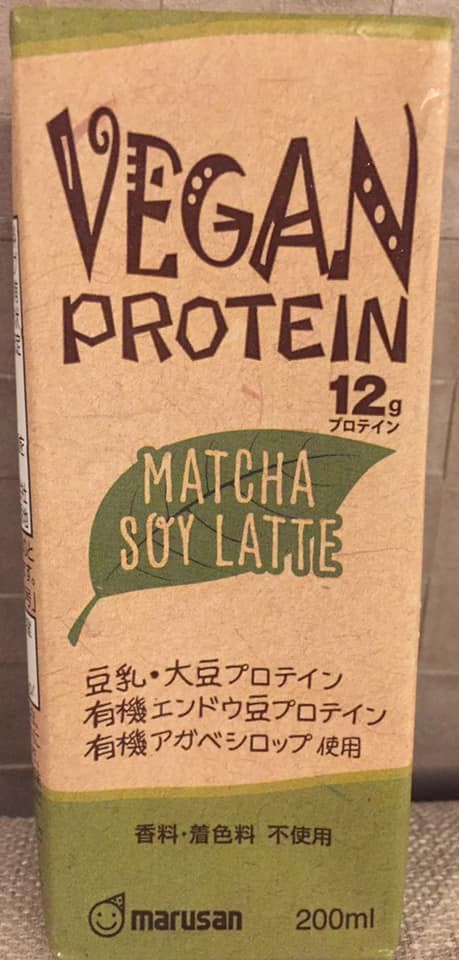 VEGAN
PROTEIN
12g
プロテイン
MATCHA
SOY LATTE
豆乳・大豆プロテイン
有機エンドウ豆プロテイン
有機アガベシロップ 使用
香料・着色料 不使用
marusan 200ml